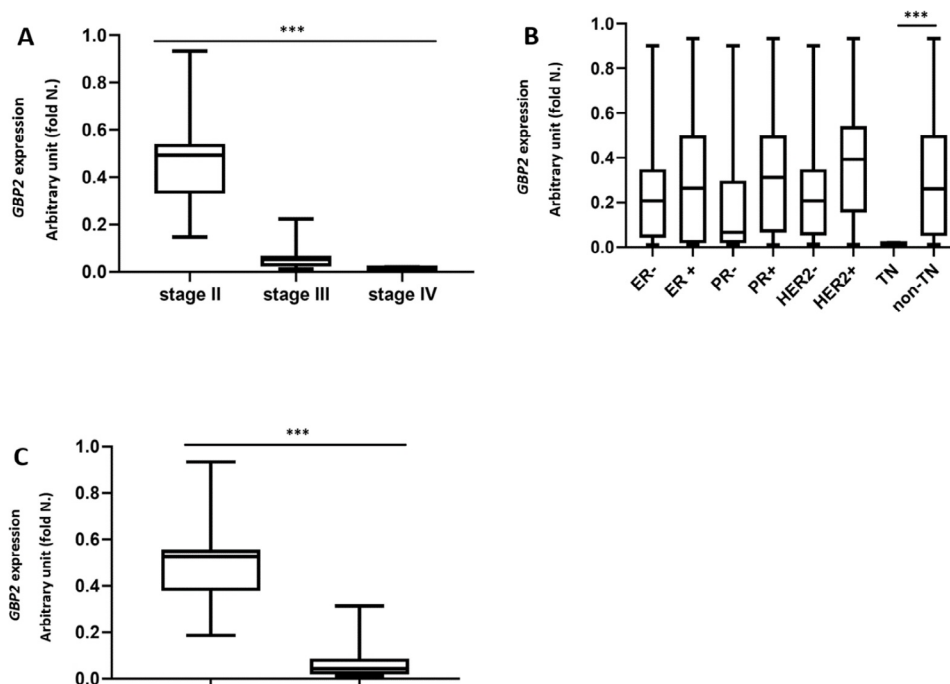 A
***
GBP2 expression
Arbitrary unit (fold N.)
1.0
0.8
0.6
0.4
0.2
0.0
stage II
stage III
stage IV
B
***
GBP2 expression
Arbitrary unit (fold N.)
1.0
0.8
0.6
0.4
0.2
0.0
ER-
ER +
PR-
PR+
HER2-
HER2+
TN
non-TN
C
***
GBP2 expression
Arbitrary unit (fold N.)
1.0
0.8
0.6
0.4
0.2
0.0